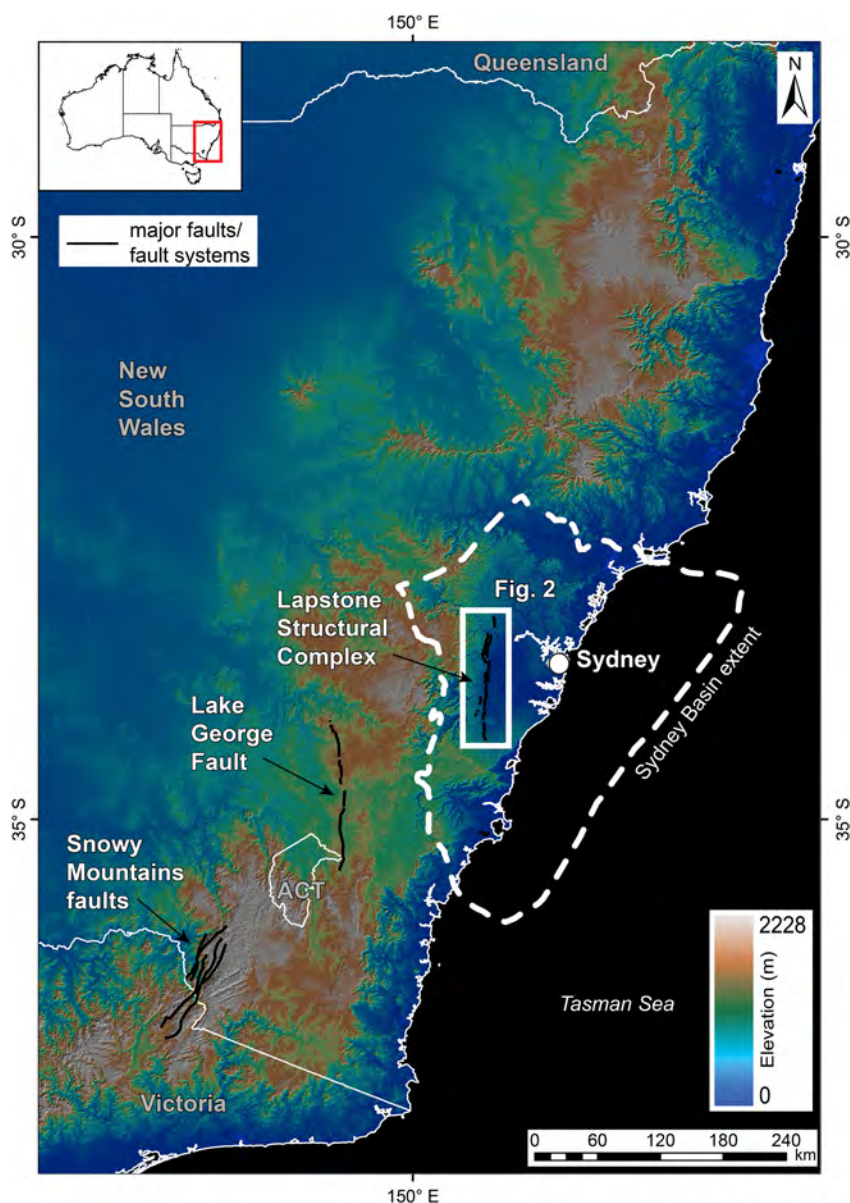 150° E
Queensland
N
major faults/
fault systems
30° S
30° S
New
South
Wales
Fig. 2
Lapstone
Structural
Complex
Sydney
Sydney Basin extent
Lake
George
Fault
35° S
35° S
Snowy
Mountains
faults
ACT
2228
Elevation (m)
0
Tasman Sea
Victoria
0 60 120 180 240
km
150° E